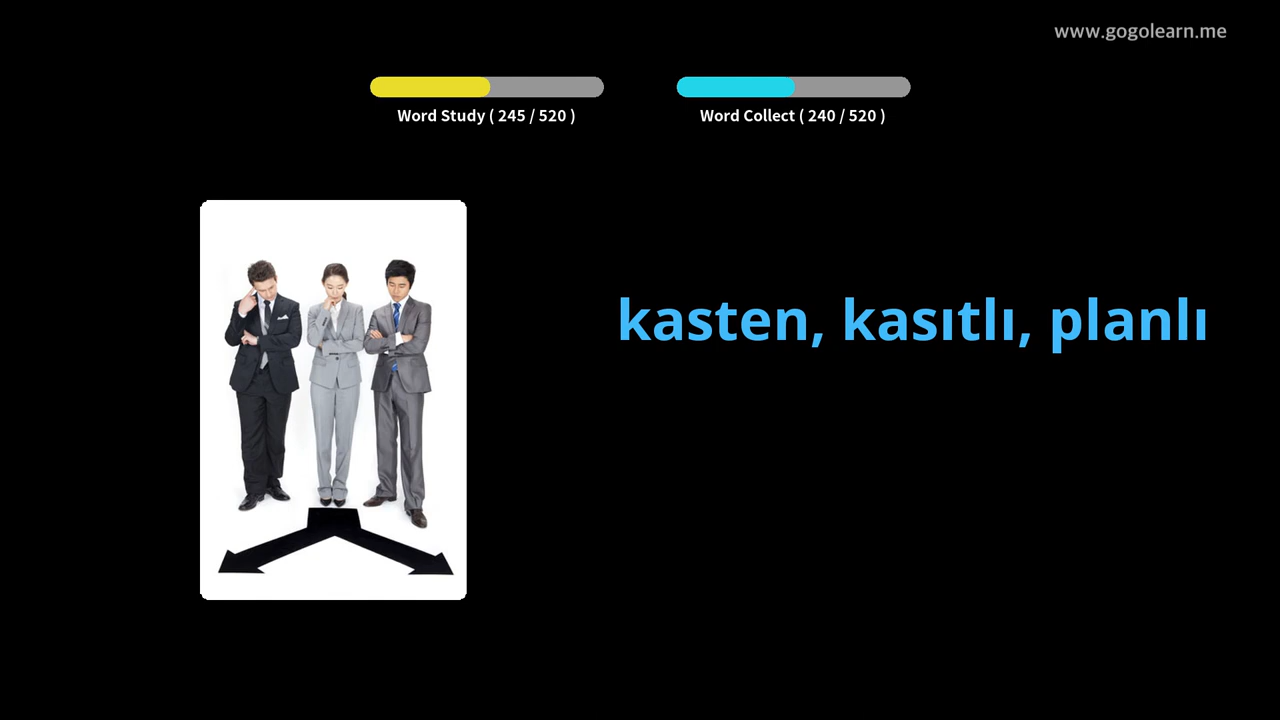 www.gogolearn.me
Word Study ( 245 / 520 )
Word Collect ( 240 / 520 )
kasten, kasıtlı, planlı